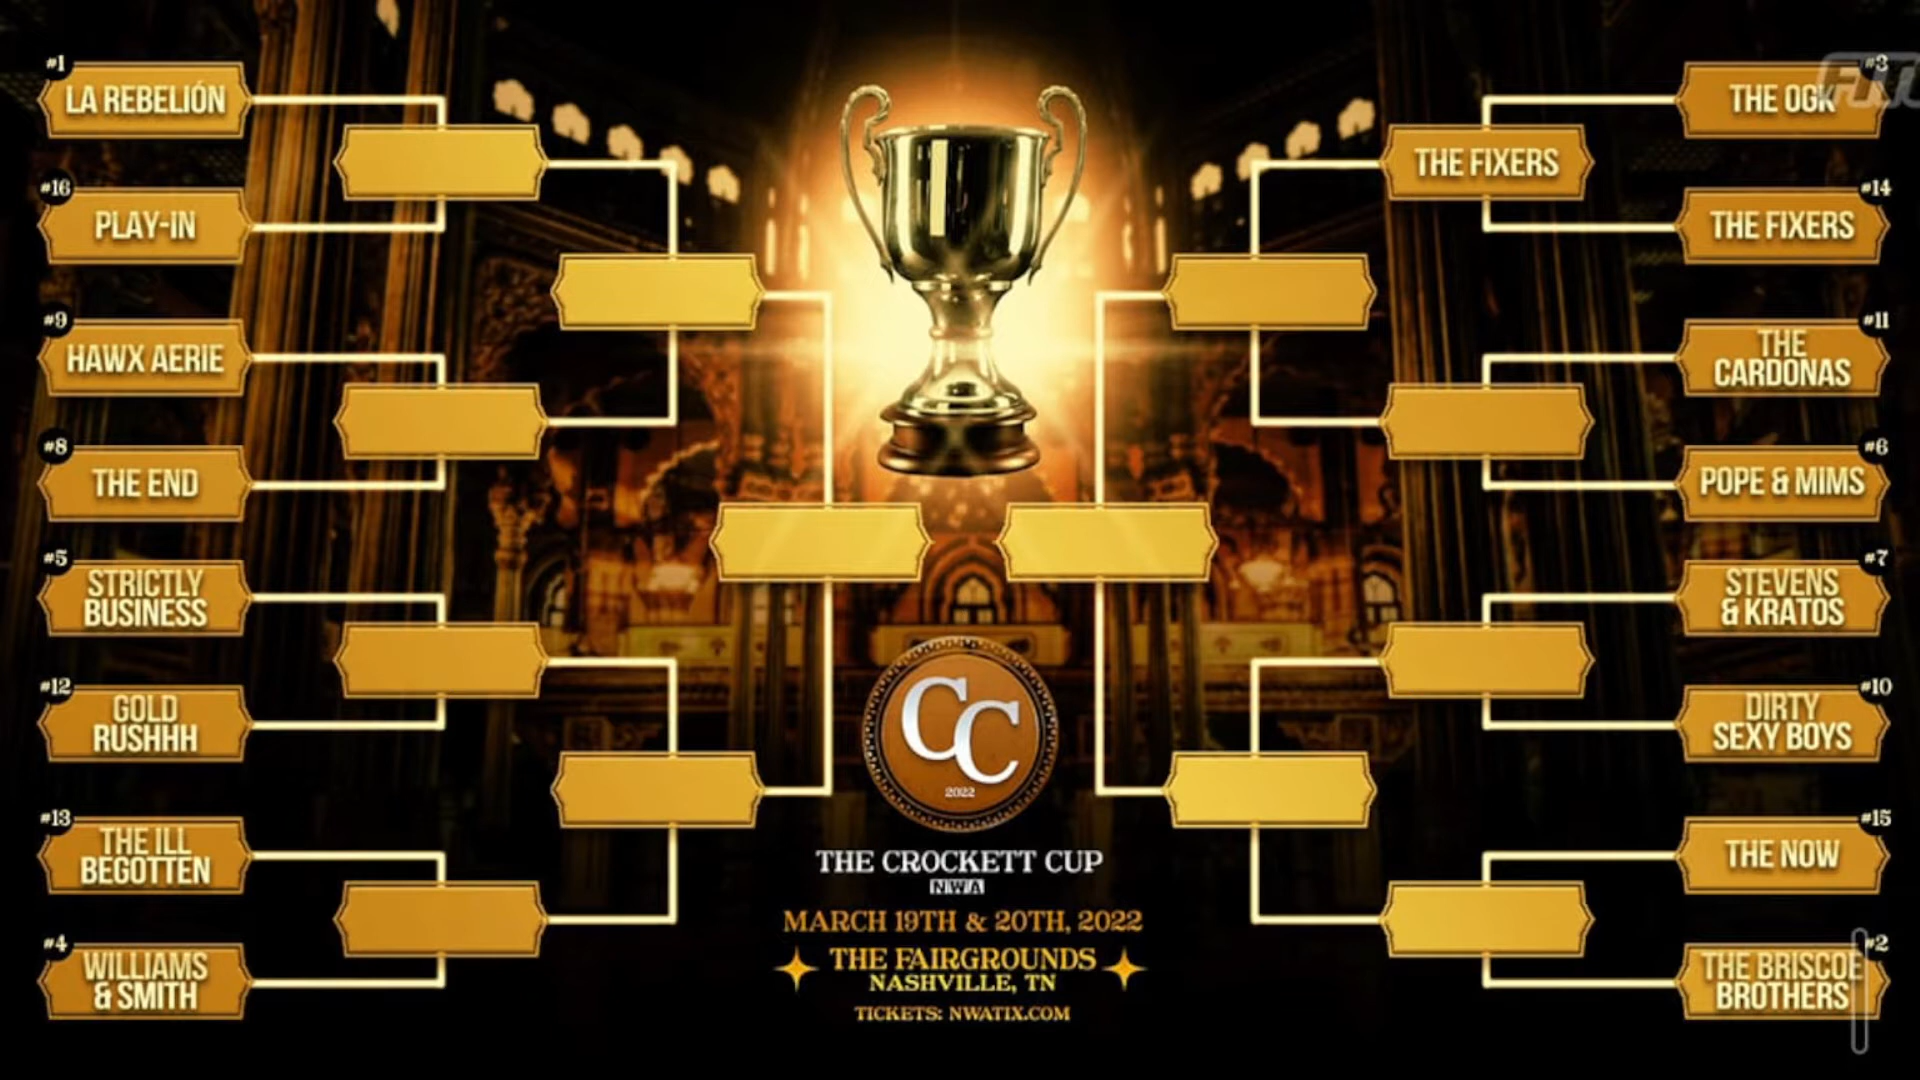 #1
LA REBELIÓN
#16
PLAY-IN
#9
HAWX AERIE
#8
THE END
#5
STRICTLY
BUSINESS
#12
GOLD
RUSHHH
#13
THE ILL
BEGOTTEN
#4
WILLIAMS
& SMITH
CC
2022
THE CROCKETT CUP
NWA
MARCH 19TH & 20TH, 2022
THE FAIRGROUNDS
NASHVILLE, TN
TICKETS: NWATIX.COM
THE FIXERS
#3
THE OGK
#14
THE FIXERS
#11
THE
CARDONAS
#6
POPE & MIMS
#7
STEVENS
& KRATOS
#10
DIRTY
SEXY BOYS
#15
THE NOW
#2
THE BRISCOE
BROTHERS